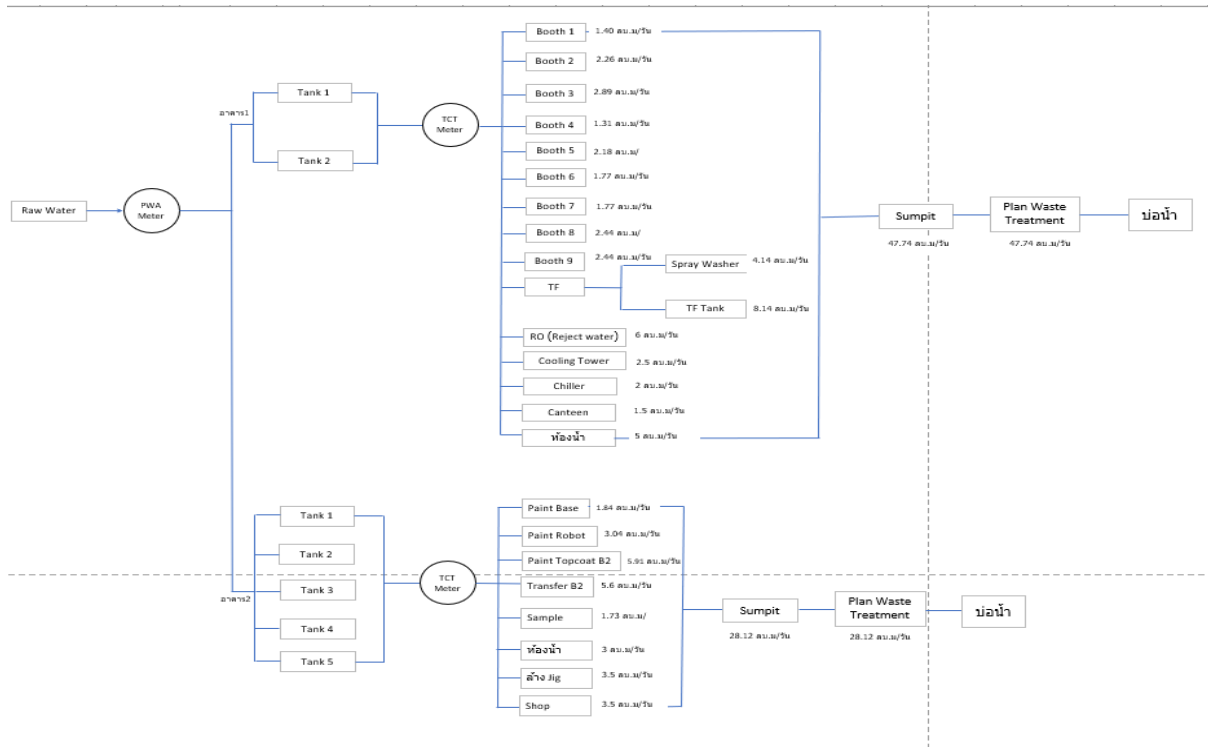 Booth 1 1.40 ลบ.ม/วัน
Booth 2 2.26 ลบ.ม/วัน
Booth 3 2.89 ลบ.ม/วัน
Booth 4 1.31 ลบ.ม/วัน
Booth 5 2.18 ลบ.ม/
Booth 6 1.77 ลบ.ม/วัน
Booth 7 1.77 ลบ.ม/วัน
Booth 8 2.44 ลบ.ม/
Booth 9 2.44 ลบ.ม/วัน
TF
Spray Washer 4.14 ลบ.ม/วัน
TF Tank 8.14 ลบ.ม/วัน
RO (Reject water) 6 ลบ.ม/วัน
Cooling Tower 2.5 ลบ.ม/วัน
Chiller 2 ลบ.ม/วัน
Canteen 1.5 ลบ.ม/วัน
ห้องน้ำ 5 ลบ.ม/วัน
อาคาร1
Tank 1
Tank 2
TCT
Meter
Raw Water
PWA
Meter
Sumpit
47.74 ลบ.ม/วัน
Plan Waste
Treatment
47.74 ลบ.ม/วัน
บ่อน้ำ
อาคาร2
Tank 1
Tank 2
Tank 3
Tank 4
Tank 5
TCT
Meter
Paint Base 1.84 ลบ.ม/วัน
Paint Robot 3.04 ลบ.ม/วัน
Paint Topcoat B2 5.91 ลบ.ม/วัน
Transfer B2 5.6 ลบ.ม/วัน
Sample 1.73 ลบ.ม/
ห้องน้ำ 3 ลบ.ม/วัน
ล้าง Jig 3.5 ลบ.ม/วัน
Shop 3.5 ลบ.ม/วัน
Sumpit
28.12 ลบ.ม/วัน
Plan Waste
Treatment
28.12 ลบ.ม/วัน
บ่อน้ำ